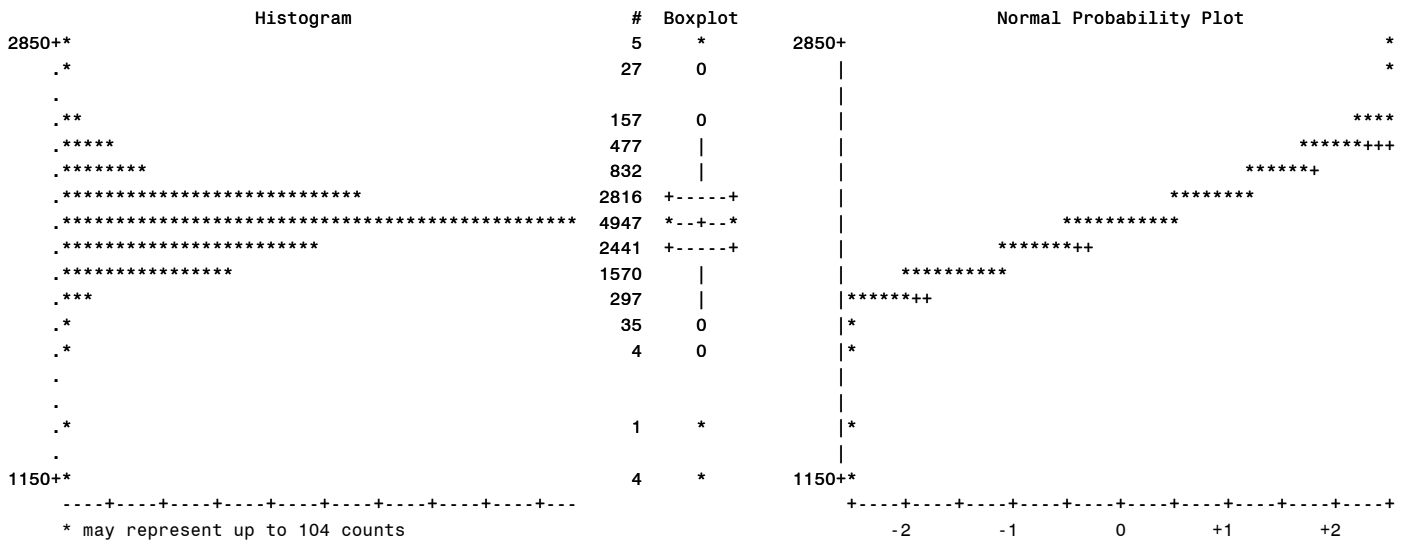 Histogram # Boxplot Normal Probability Plot
2850+* 5 * 2850+ *
.* 27 0 | *
. |
.** 157 0 | ****
.***** 477 | | ******+++
.******** 832 | | ******+
.**************************** 2816 +-----+ | ********
.************************************************ 4947 *--+--* | ***********
.************************ 2441 +-----+ | *******++
.**************** 1570 | | **********
.*** 297 | |******++
.* 35 0 |*
.* 4 0 |*
. |
. |
.* 1 * |*
. |
1150+* 4 * 1150+*
----+----+----+----+----+----+----+----+----+--- +----+----+----+----+----+----+----+----+----+----+
* may represent up to 104 counts -2 -1 0 +1 +2